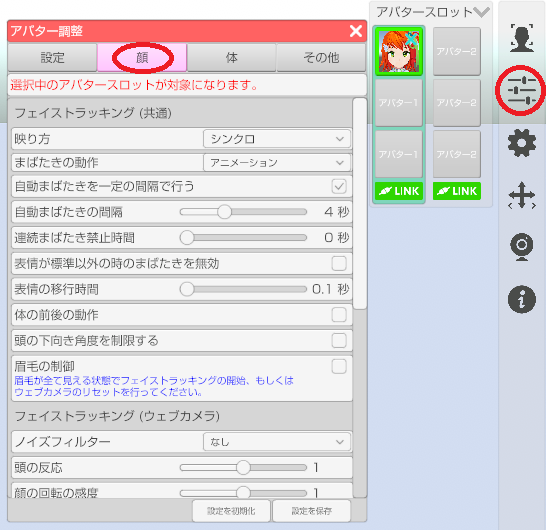 アバター調整
設定
顔
体
その他
選択中のアバタースロットが対象になります。
フェイストラッキング (共通)
映り方
シンクロ
まばたきの動作
アニメーション
自動まばたきを一定の間隔で行う
自動まばたきの間隔
4 秒
連続まばたき禁止時間
0 秒
表情が標準以外の時のまばたきを無効
表情の移行時間
0.1 秒
体の前後の動作
頭の下向き角度を制限する
眉毛の制御
眉毛が全て見える状態でフェイストラッキングの開始、もしくは
ウェブカメラのリセットを行ってください。
フェイストラッキング (ウェブカメラ)
ノイズフィルター
なし
頭の反応
1
顔の回転の感度
1
設定を初期化
設定を保存
アバタースロット
アバター2
アバター1
アバター2
アバター1
アバター2
LINK
LINK